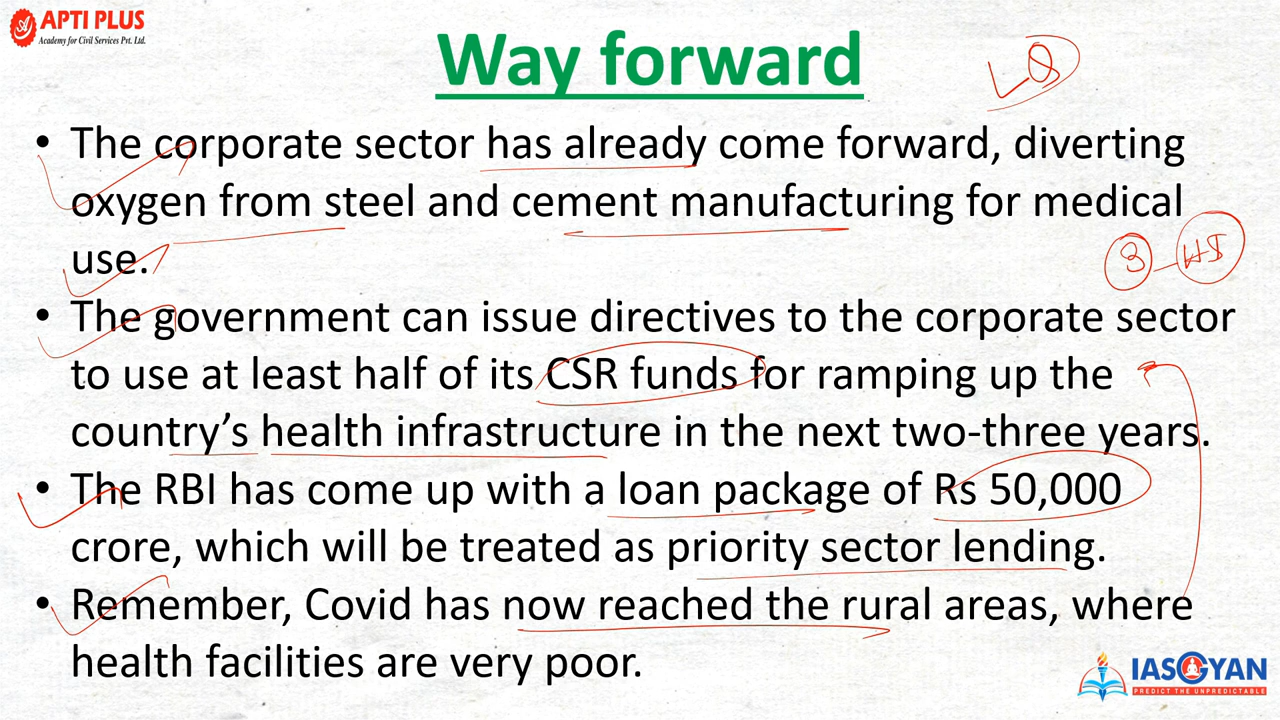 APTI PLUS
Academy for Civil Services Pvt. Ltd.
Way forward
• The corporate sector has already come forward, diverting
oxygen from steel and cement manufacturing for medical
use.
• The government can issue directives to the corporate sector
to use at least half of its CSR funds for ramping up the
country’s health infrastructure in the next two-three years.
• The RBI has come up with a loan package of Rs 50,000
crore, which will be treated as priority sector lending.
• Remember, Covid has now reached the rural areas, where
health facilities are very poor.
IASGYAN
PREDICT THE UNPREDICTABLE